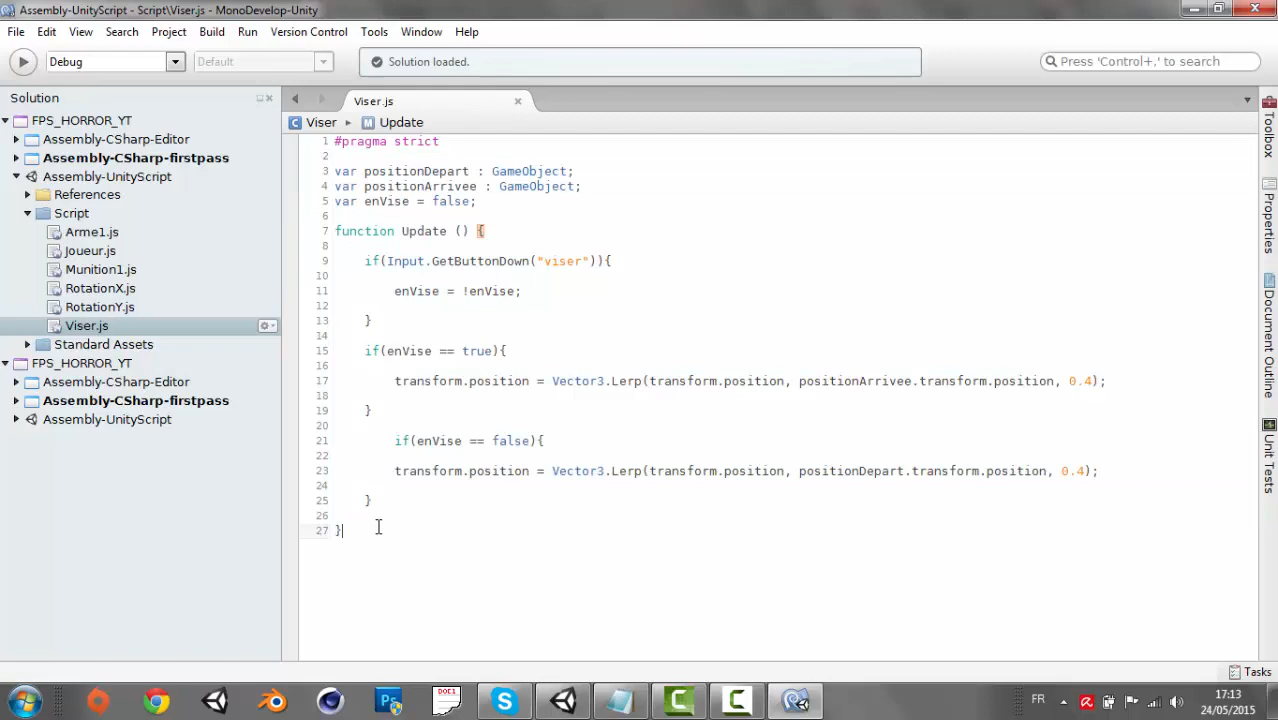 Assembly-UnityScript - Script\Viser.js - MonoDevelop-Unity
File Edit View Search Project Build Run Version Control Tools Window Help
Debug Default Solution loaded. Press 'Control+,' to search
Solution
FPS_HORROR_YT
Assembly-CSharp-Editor
Assembly-CSharp-firstpass
Assembly-UnityScript
References
Script
Arme1.js
Joueur.js
Munition1.js
RotationX.js
RotationY.js
Viser.js
Standard Assets
FPS_HORROR_YT
Assembly-CSharp-Editor
Assembly-CSharp-firstpass
Assembly-UnityScript
Viser.js
C Viser M Update
1 #pragma strict
2
3 var positionDepart : GameObject;
4 var positionArrivee : GameObject;
5 var enVise = false;
6
7 function Update () {
8
9 if(Input.GetButtonDown("viser")){
10
11 enVise = !enVise;
12
13 }
14
15 if(enVise == true){
16
17 transform.position = Vector3.Lerp(transform.position, positionArrivee.transform.position, 0.4);
18
19 }
20
21 if(enVise == false){
22
23 transform.position = Vector3.Lerp(transform.position, positionDepart.transform.position, 0.4);
24
25 }
26
27 }
Toolbox
Properties
Document Outline
Unit Tests
Tasks
Ps DOC1 S C C FR
17:13
24/05/2015